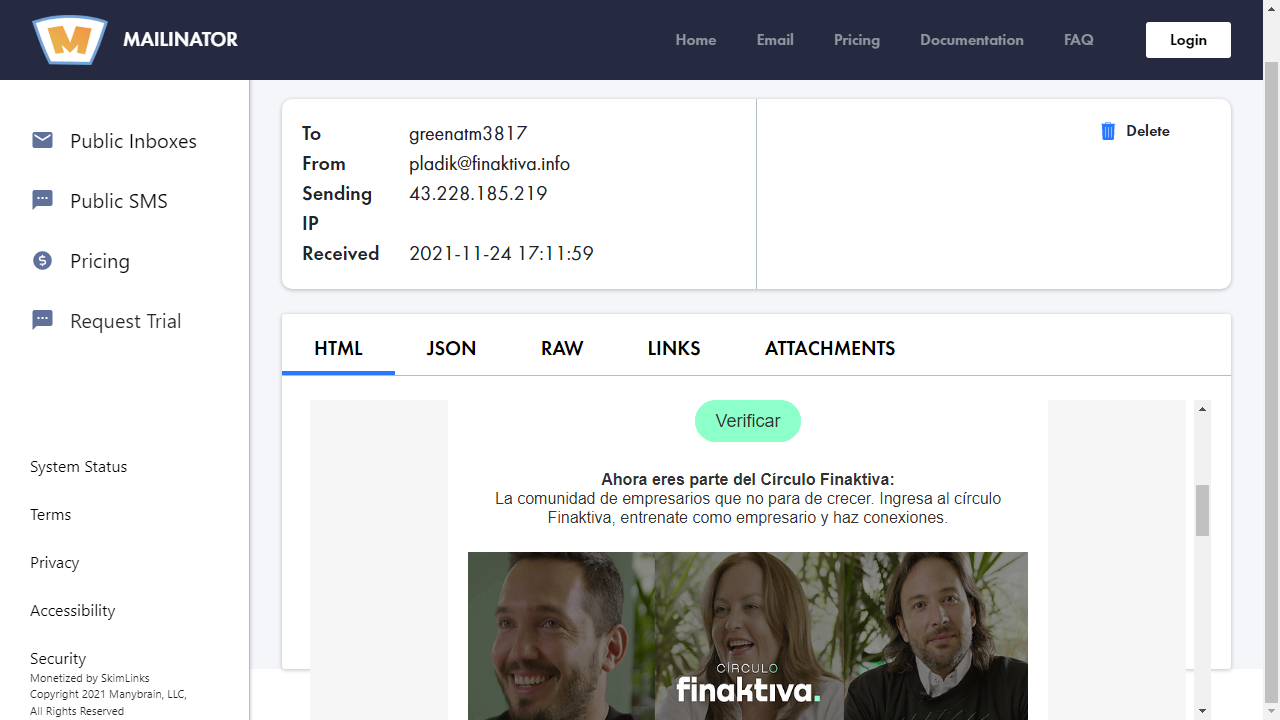 MAILINATOR
Home
Email
Pricing
Documentation
FAQ
Login
Public Inboxes
Public SMS
Pricing
Request Trial
System Status
Terms
Privacy
Accessibility
Security
Monetized by SkimLinks
Copyright 2021 Manybrain, LLC,
All Rights Reserved
To greenatm3817
From pladik@finaktiva.info
Sending IP 43.228.185.219
Received 2021-11-24 17:11:59
Delete
HTML
JSON
RAW
LINKS
ATTACHMENTS
Verificar
Ahora eres parte del Círculo Finaktiva:
La comunidad de empresarios que no para de crecer. Ingresa al círculo
Finaktiva, entrenate como empresario y haz conexiones.
CÍRCULO
finaktiva.